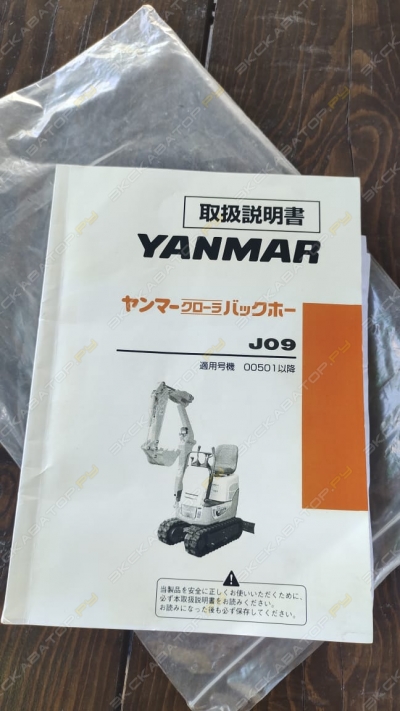 取扱説明書
YANMAR
ヤンマークローラバックホー
J09
適用号機 00501以降
当製品を安全に正しくお使いいただくために、
必ず本取扱説明書をお読みください。
お読みになった後も必ず保存してください。
ЭКСКАВАТОР.РУ